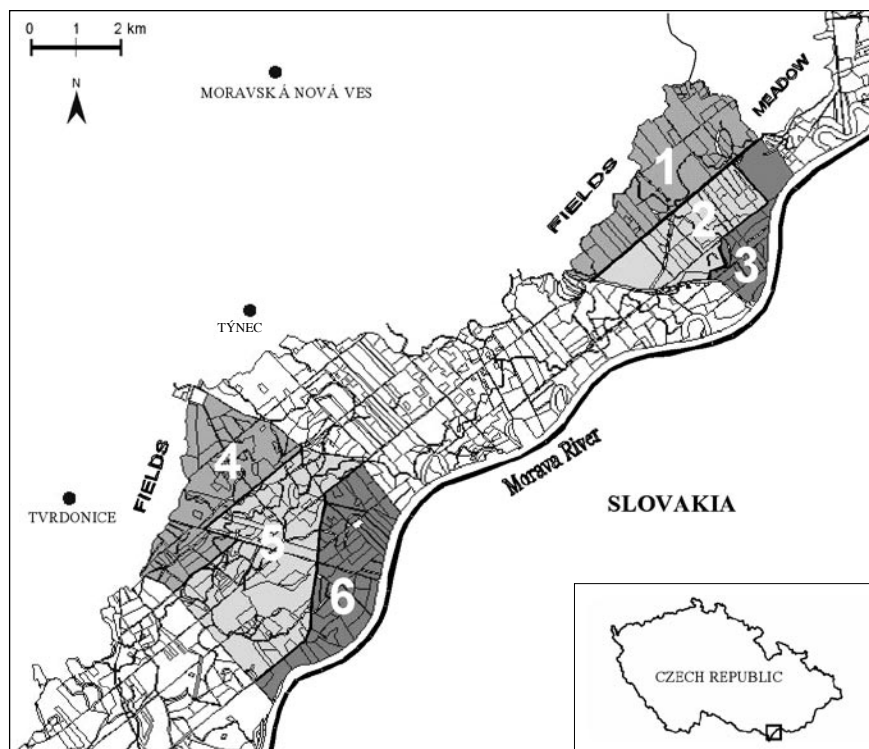 0 1 2 km
N
MORAVSKÁ NOVÁ VES
MEADOW
FIELDS
1
2
3
TÝNEC
FIELDS
4
TVRDONICE
5
6
Morava River
SLOVAKIA
CZECH REPUBLIC